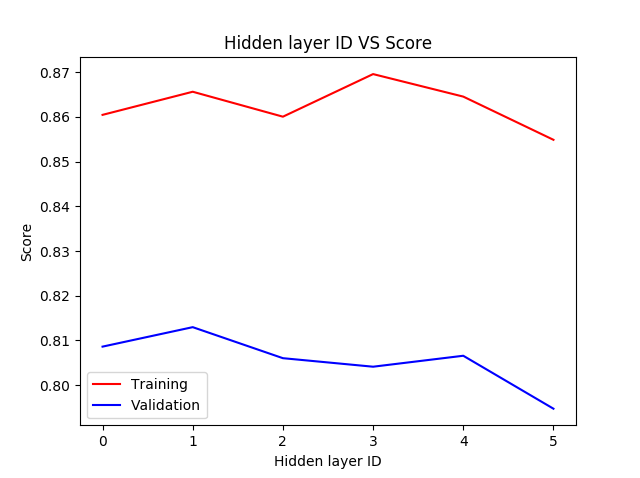 Hidden layer ID VS Score
0.87
0.86
0.85
0.84
0.83
0.82
0.81
0.80
Score
Training
Validation
0 1 2 3 4 5
Hidden layer ID